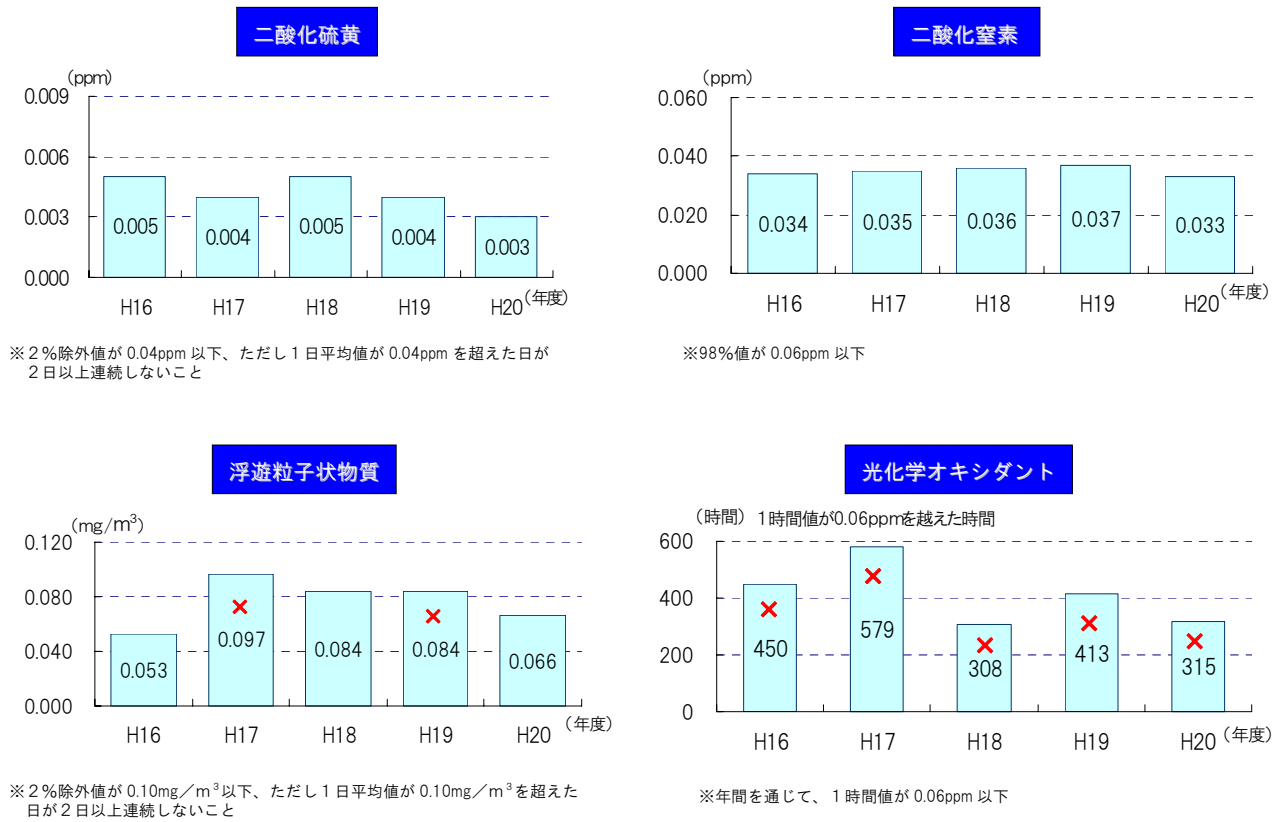 二酸化硫黄
(ppm)
0.009
0.006
0.003
0.000
0.005
0.004
0.005
0.004
0.003
H16
H17
H18
H19
H20
(年度)
※２％除外値が 0.04ppm 以下、ただし１日平均値が 0.04ppm を超えた日が
２日以上連続しないこと
二酸化窒素
(ppm)
0.060
0.040
0.020
0.000
0.034
0.035
0.036
0.037
0.033
H16
H17
H18
H19
H20
(年度)
※98％値が 0.06ppm 以下
浮遊粒子状物質
(mg/m³)
0.120
0.080
0.040
0.000
0.053
0.097
0.084
0.084
0.066
H16
H17
H18
H19
H20
(年度)
※２％除外値が 0.10mg／m³以下、ただし１日平均値が 0.10mg／m³を超えた
日が２日以上連続しないこと
光化学オキシダント
(時間) １時間値が0.06ppmを越えた時間
600
400
200
0
450
579
308
413
315
H16
H17
H18
H19
H20
(年度)
※年間を通じて、１時間値が 0.06ppm 以下